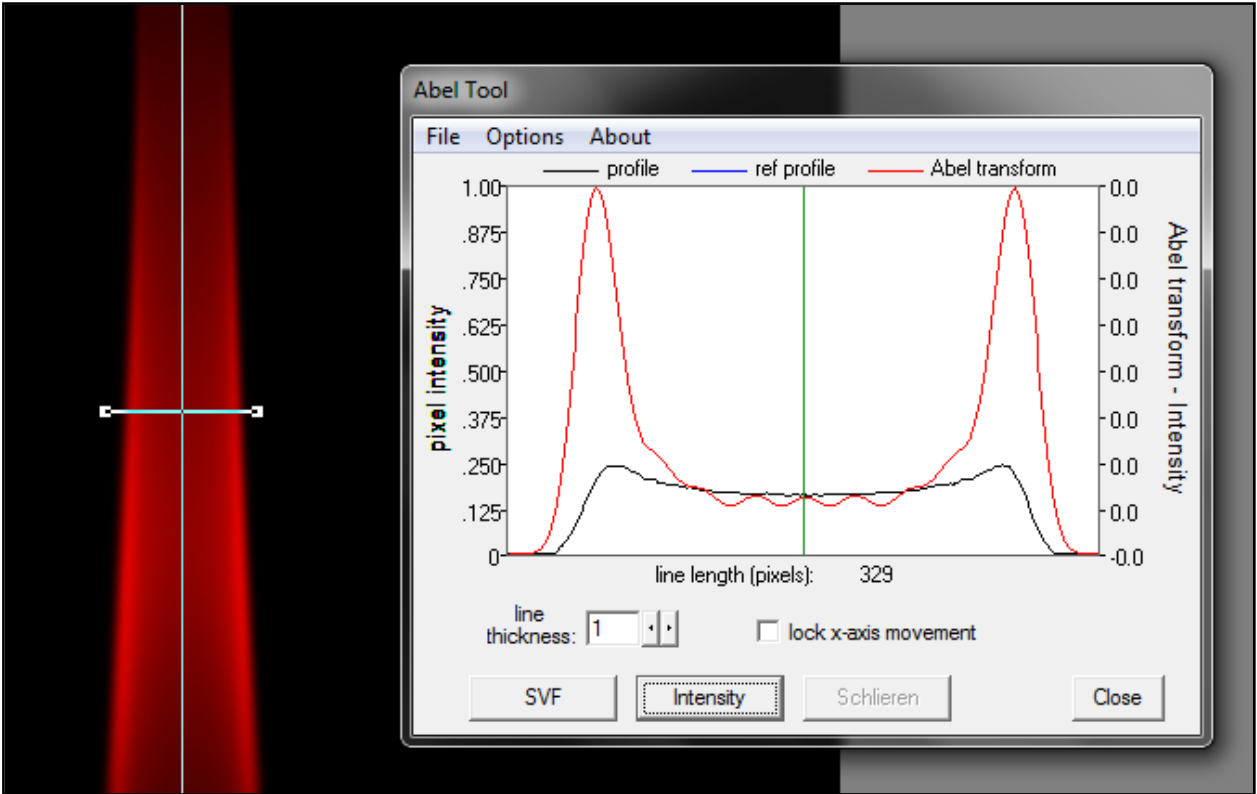 Abel Tool
File Options About
profile ref profile Abel transform
1.00 0.0
.875 0.0
.750 0.0
.625 0.0
.500 0.0
.375 0.0
.250 0.0
.125 0.0
0 -0.0
pixel intensity
Abel transform - Intensity
line length (pixels): 329
line
thickness: 1
lock x-axis movement
SVF Intensity Schlieren Close